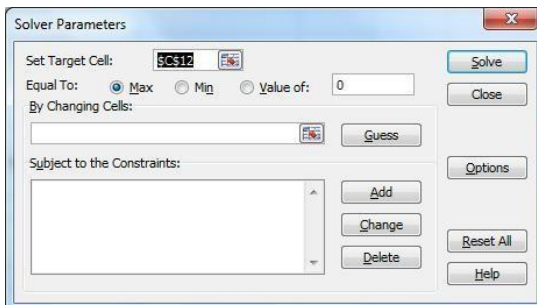 Solver Parameters
Set Target Cell: $C$12 Solve
Equal To: Max Min Value of: 0 Close
By Changing Cells:
Guess
Subject to the Constraints: Options
Add
Change
Reset All
Delete
Help